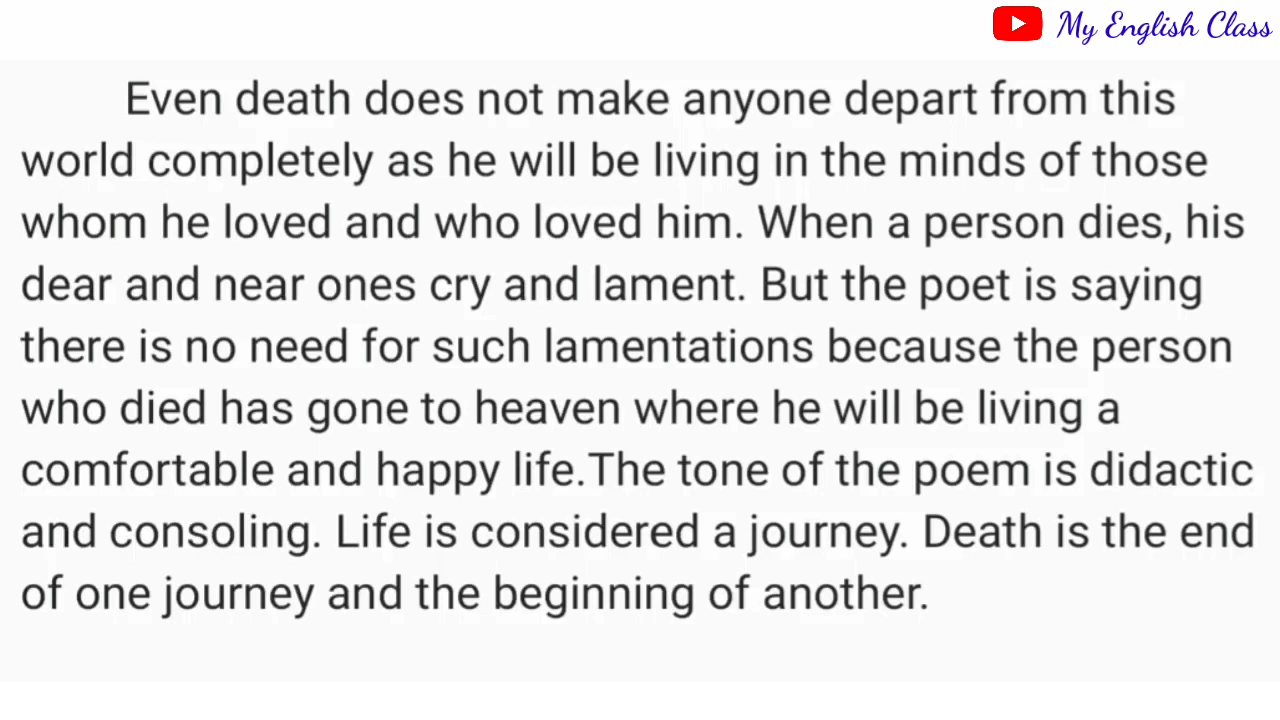 My English Class
Even death does not make anyone depart from this
world completely as he will be living in the minds of those
whom he loved and who loved him. When a person dies, his
dear and near ones cry and lament. But the poet is saying
there is no need for such lamentations because the person
who died has gone to heaven where he will be living a
comfortable and happy life.The tone of the poem is didactic
and consoling. Life is considered a journey. Death is the end
of one journey and the beginning of another.